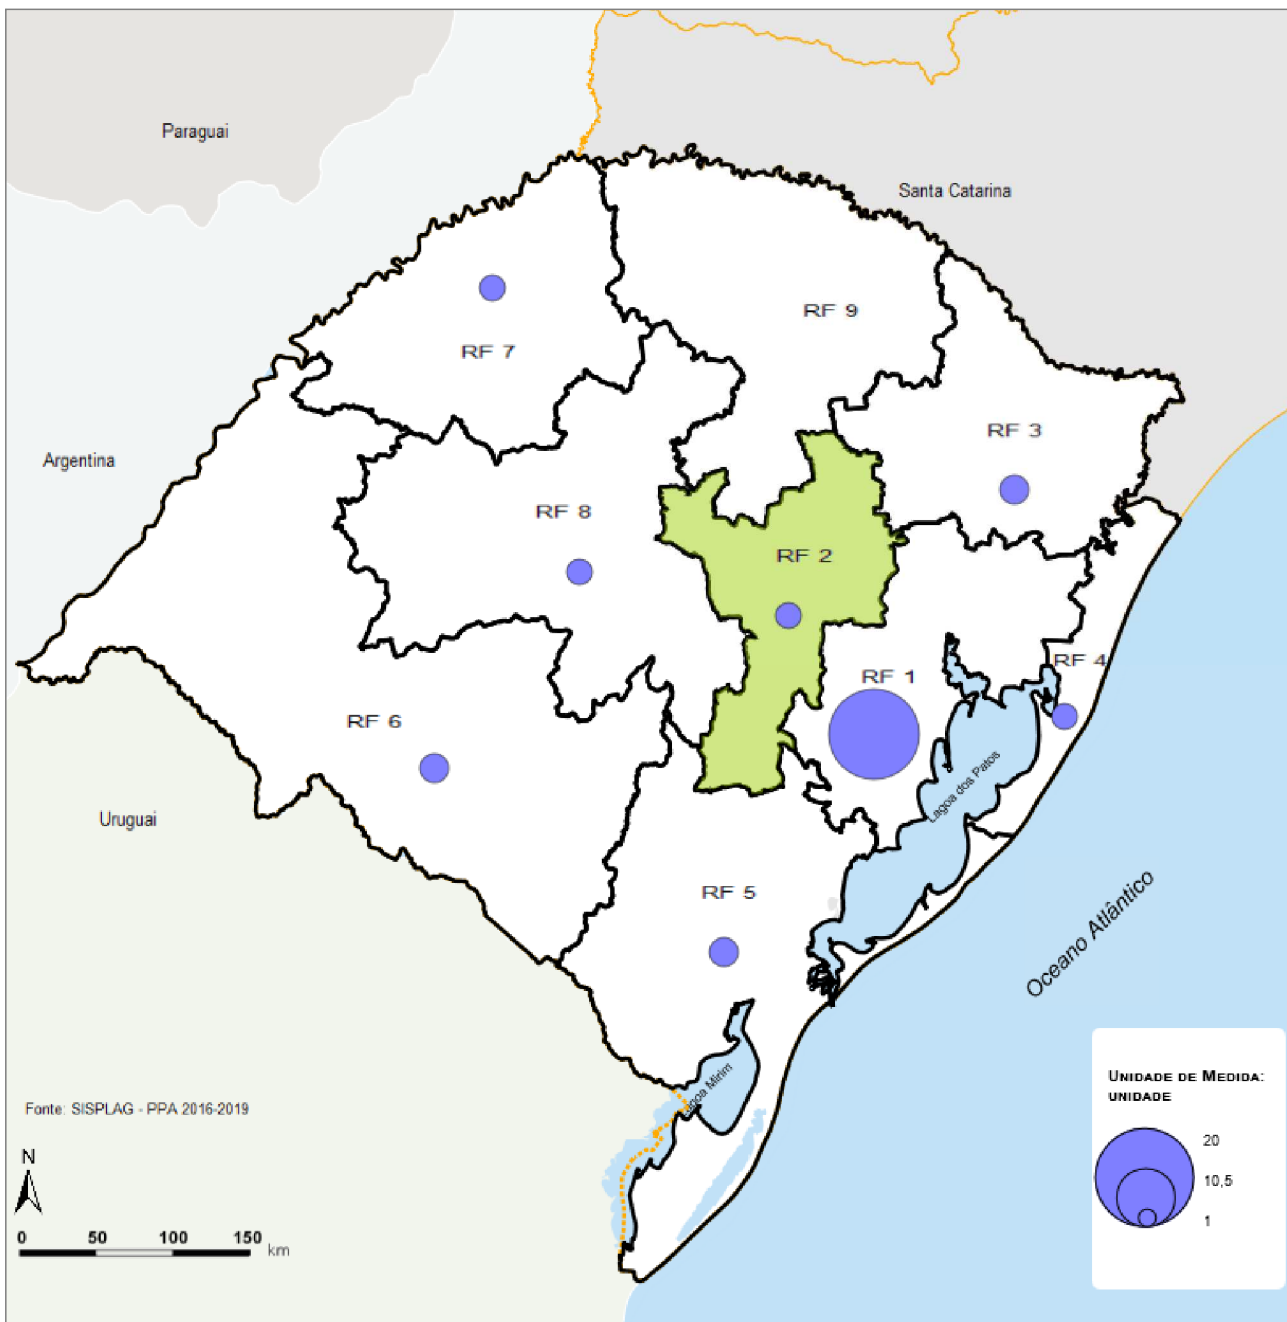 Paraguai
Santa Catarina
RF 9
RF 7
RF 3
Argentina
RF 8
RF 2
RF 4
RF 1
RF 6
Lagoa dos Patos
Uruguai
RF 5
Oceano Atlântico
Lagoa Mirim
UNIDADE DE MEDIDA:
UNIDADE
20
10,5
1
Fonte: SISPLAG - PPA 2016-2019
N
0 50 100 150 km